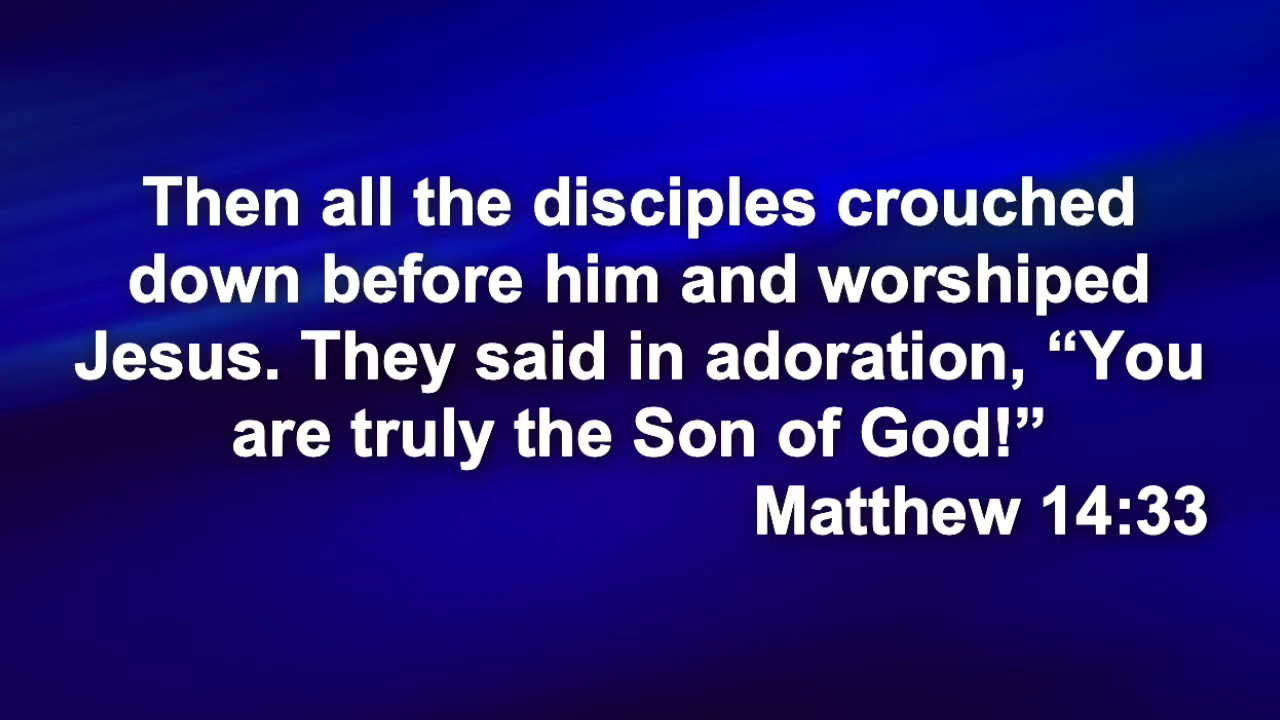 Then all the disciples crouched
down before him and worshiped
Jesus. They said in adoration, “You
are truly the Son of God!”
Matthew 14:33